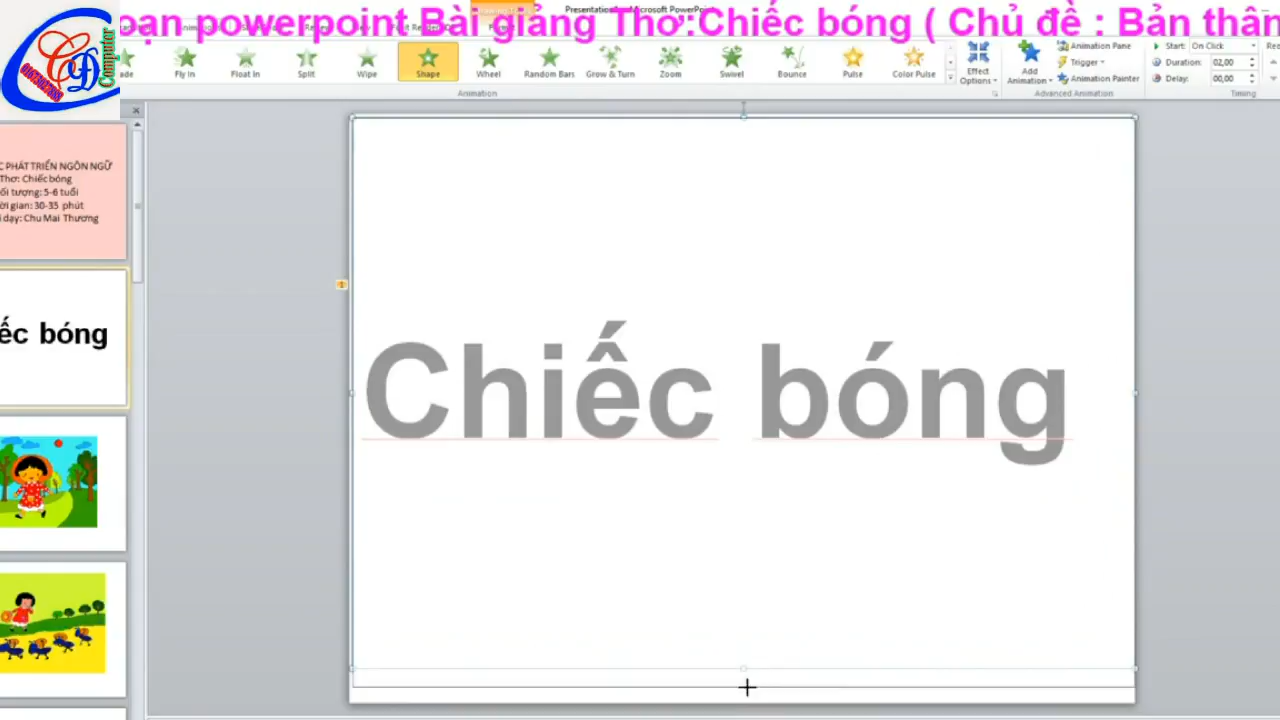 oạn powerpoint Bài giảng Thơ:Chiếc bóng ( Chủ đề : Bản thân
Fly In
Float In
Split
Wipe
Shape
Wheel
Random Bars
Grow & Turn
Zoom
Swivel
Bounce
Pulse
Color Pulse
Effect
Options
Add
Animation
Animation Pane
Trigger
Animation Painter
Start: On Click
Duration: 02,00
Delay: 00,00
Animation
Advanced Animation
Timing
Computer
C PHÁT TRIỂN NGÔN NGỮ
Thơ: Chiếc bóng
ối tượng: 5-6 tuổi
ời gian: 30-35 phút
i dạy: Chu Mai Thương
ếc bóng
Chiếc bóng